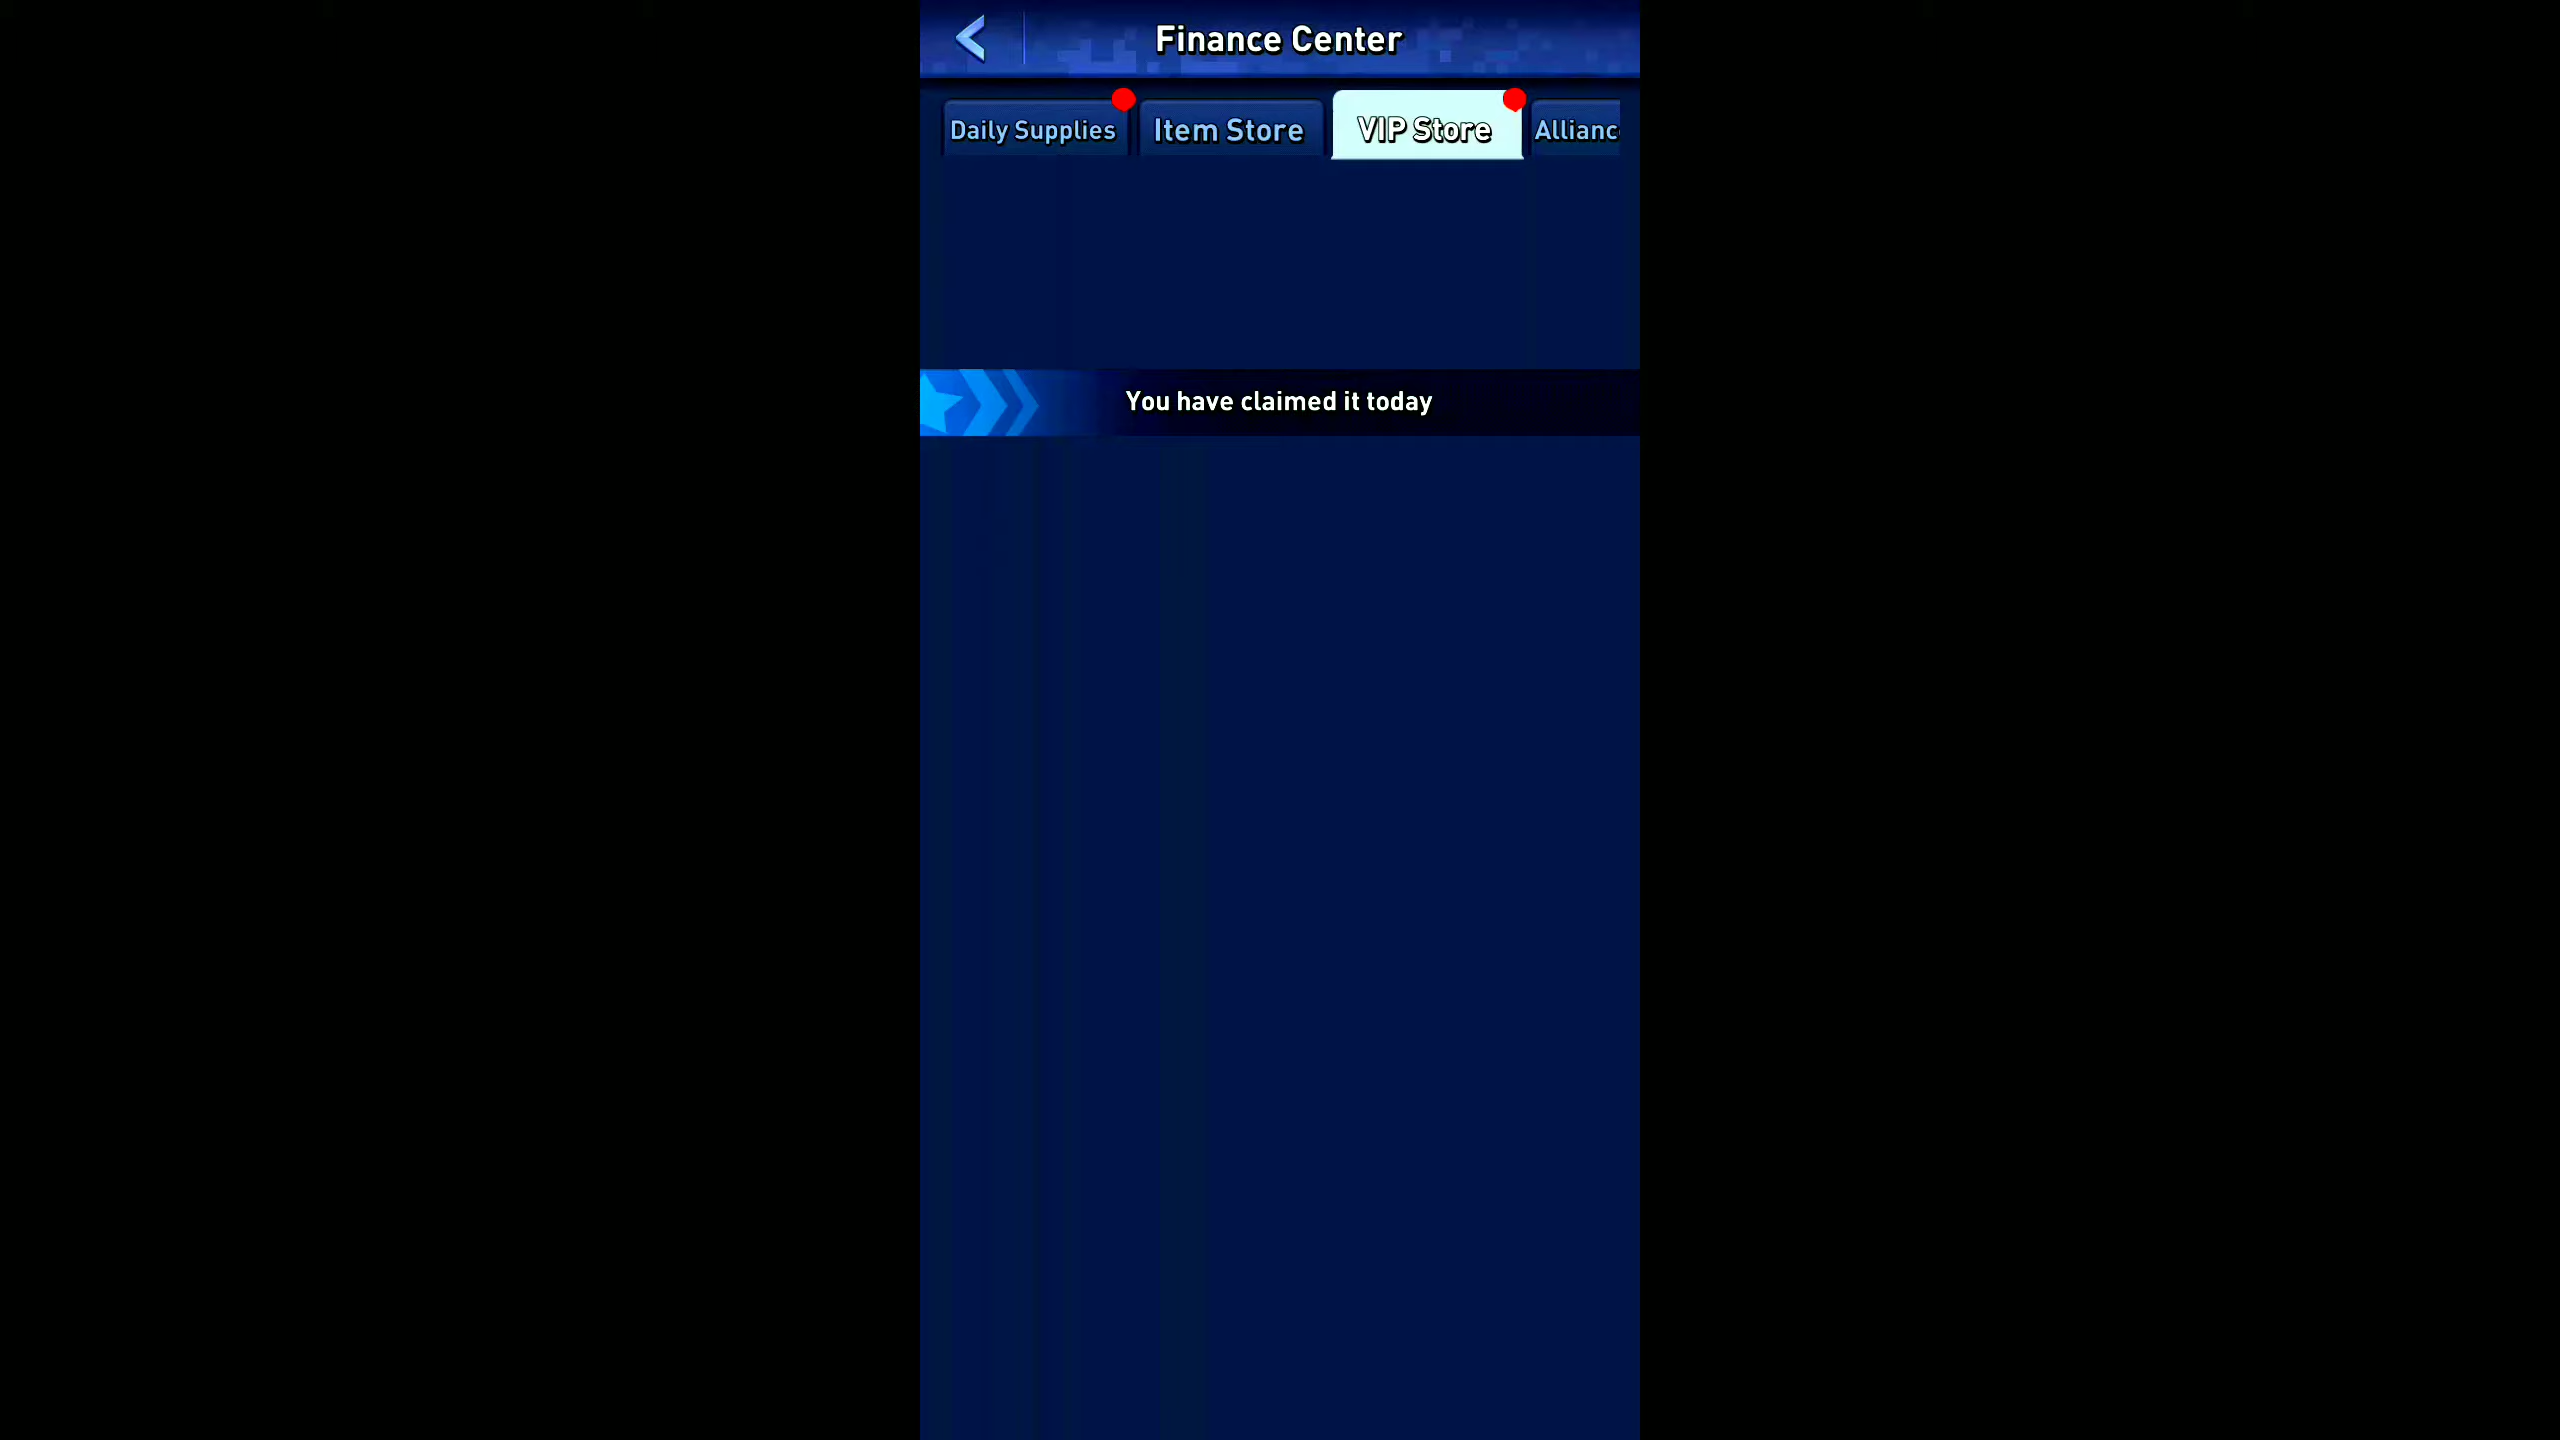 Finance Center
Daily Supplies
Item Store
VIP Store
Allianc
You have claimed it today